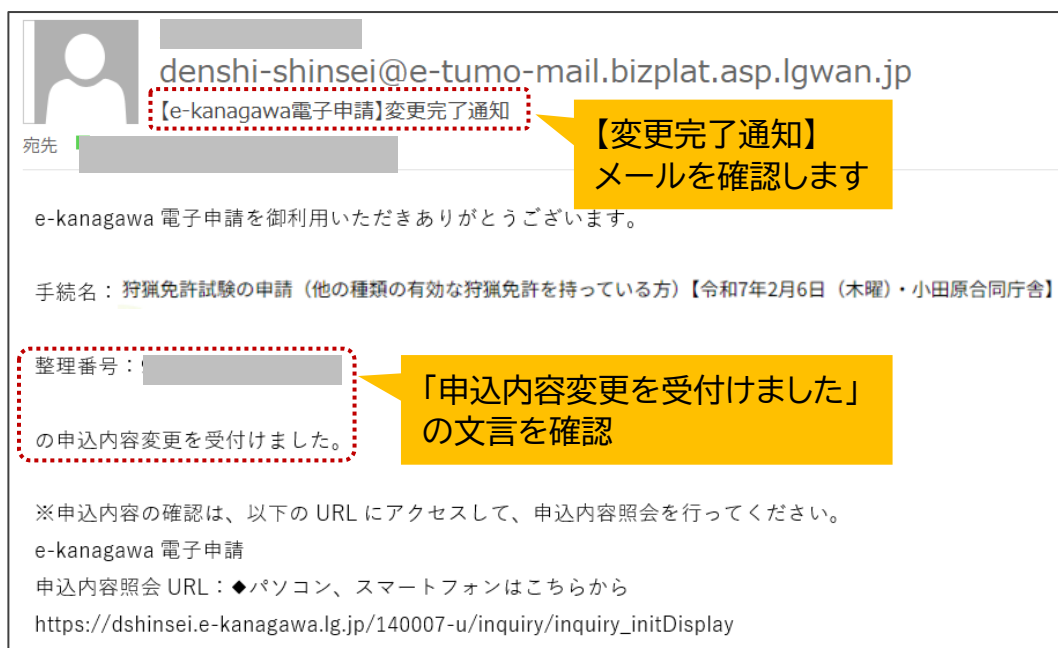 denshi-shinsei@e-tumo-mail.bizplat.asp.lgwan.jp
【e-kanagawa電子申請】変更完了通知
宛先
【変更完了通知】
メールを確認します
e-kanagawa 電子申請を御利用いただきありがとうございます。
手続名：狩猟免許試験の申請（他の種類の有効な狩猟免許を持っている方）【令和7年2月6日（木曜）・小田原合同庁舎】
整理番号：
の申込内容変更を受付けました。
「申込内容変更を受付けました」
の文言を確認
※申込内容の確認は、以下の URL にアクセスして、申込内容照会を行ってください。
e-kanagawa 電子申請
申込内容照会 URL：◆パソコン、スマートフォンはこちらから
https://dshinsei.e-kanagawa.lg.jp/140007-u/inquiry/inquiry_initDisplay